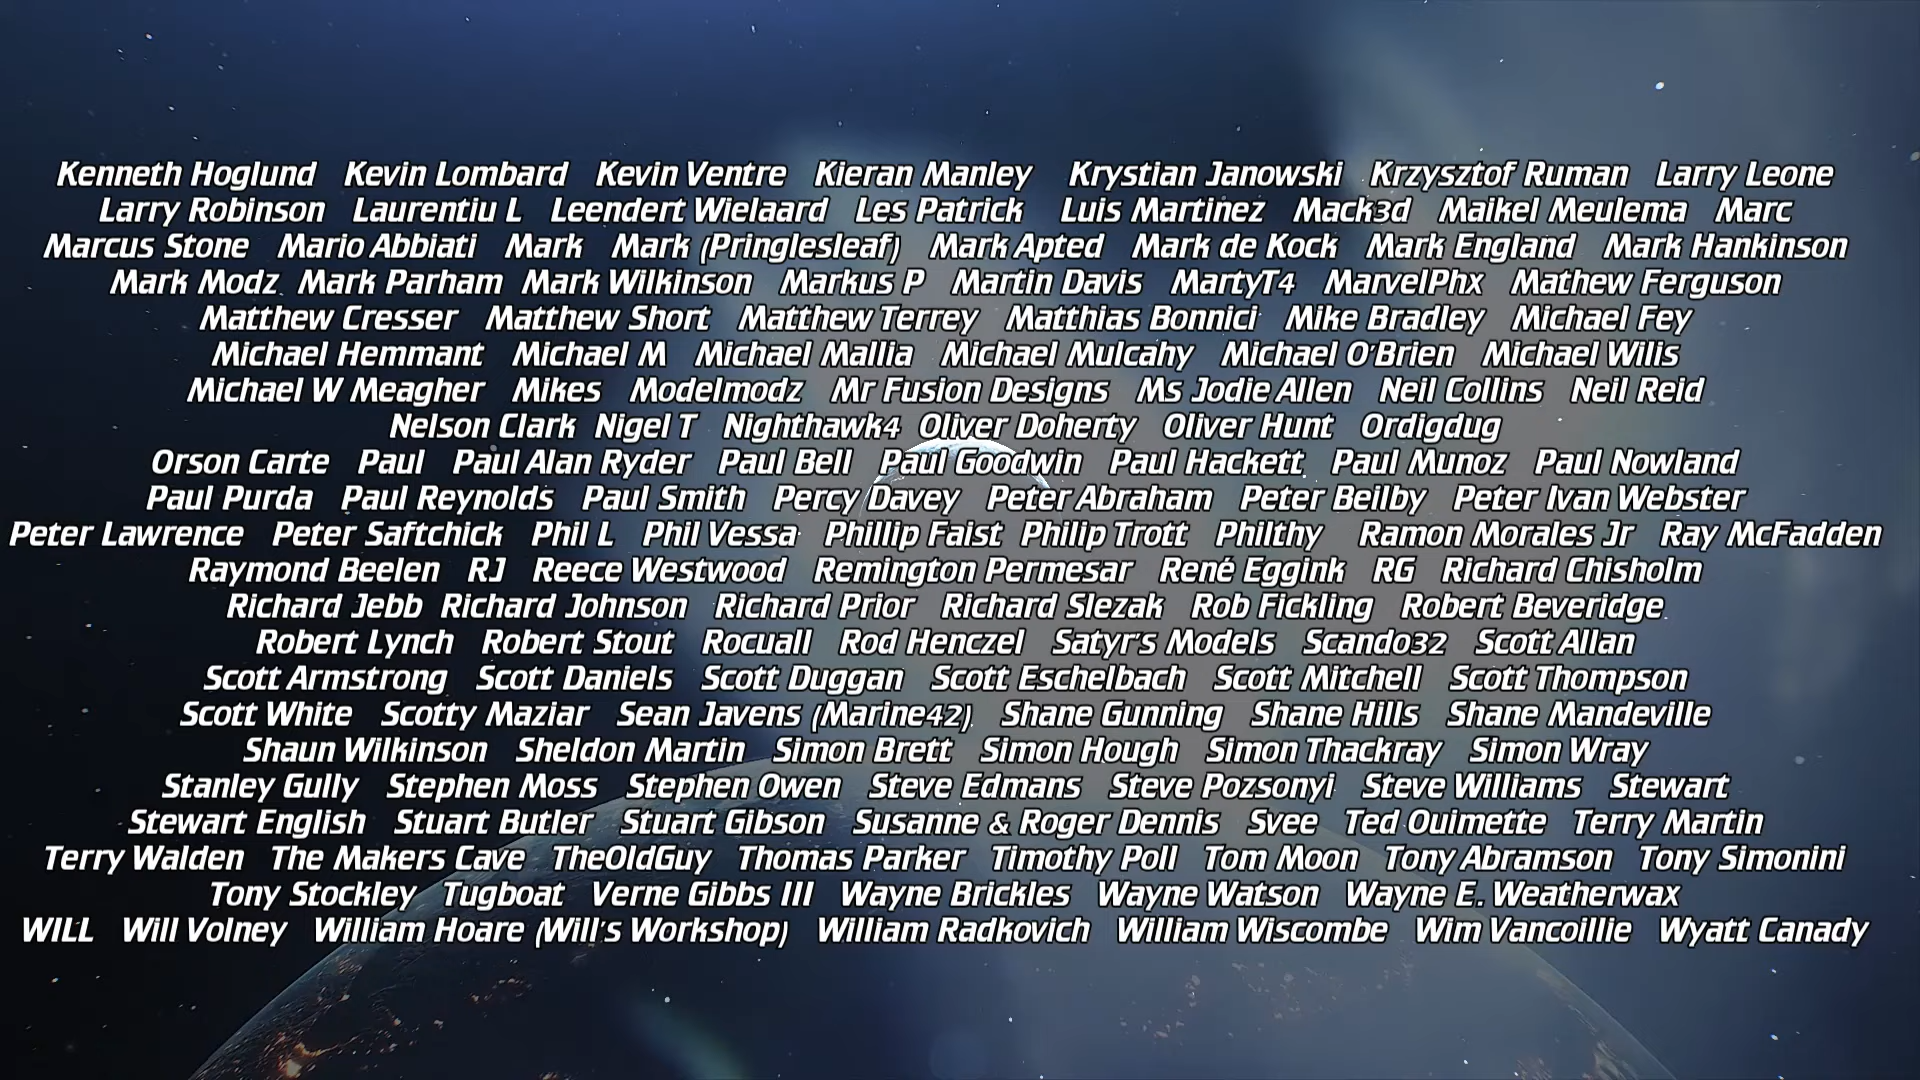 Kenneth Hoglund Kevin Lombard Kevin Ventre Kieran Manley Krystian Janowski Krzysztof Ruman Larry Leone
Larry Robinson Laurentiu L Leendert Wielaard Les Patrick Luis Martinez Mack3d Maikel Meulema Marc
Marcus Stone Mario Abbiati Mark Mark (Pringlesleaf) Mark Apted Mark de Kock Mark England Mark Hankinson
Mark Modz Mark Parham Mark Wilkinson Markus P Martin Davis MartyT4 MarvelPhx Mathew Ferguson
Matthew Cresser Matthew Short Matthew Terrey Matthias Bonnici Mike Bradley Michael Fey
Michael Hemmant Michael M Michael Mallia Michael Mulcahy Michael O'Brien Michael Wilis
Michael W Meagher Mikes Modelmodz Mr Fusion Designs Ms Jodie Allen Neil Collins Neil Reid
Nelson Clark Nigel T Nighthawk4 Oliver Doherty Oliver Hunt Ordigdug
Orson Carte Paul Paul Alan Ryder Paul Bell Paul Goodwin Paul Hackett Paul Munoz Paul Nowland
Paul Purda Paul Reynolds Paul Smith Percy Davey Peter Abraham Peter Beilby Peter Ivan Webster
Peter Lawrence Peter Saftchick Phil L Phil Vessa Phillip Faist Philip Trott Philthy Ramon Morales Jr Ray McFadden
Raymond Beelen RJ Reece Westwood Remington Permesar René Eggink RG Richard Chisholm
Richard Jebb Richard Johnson Richard Prior Richard Slezak Rob Fickling Robert Beveridge
Robert Lynch Robert Stout Rocuall Rod Henczel Satyr's Models Scando32 Scott Allan
Scott Armstrong Scott Daniels Scott Duggan Scott Eschelbach Scott Mitchell Scott Thompson
Scott White Scotty Maziar Sean Javens (Marine42) Shane Gunning Shane Hills Shane Mandeville
Shaun Wilkinson Sheldon Martin Simon Brett Simon Hough Simon Thackray Simon Wray
Stanley Gully Stephen Moss Stephen Owen Steve Edmans Steve Pozsonyi Steve Williams Stewart
Stewart English Stuart Butler Stuart Gibson Susanne & Roger Dennis Svee Ted Ouimette Terry Martin
Terry Walden The Makers Cave TheOldGuy Thomas Parker Timothy Poll Tom Moon Tony Abramson Tony Simonini
Tony Stockley Tugboat Verne Gibbs III Wayne Brickles Wayne Watson Wayne E. Weatherwax
WILL Will Volney William Hoare (Will's Workshop) William Radkovich William Wiscombe Wim Vancoillie Wyatt Canady